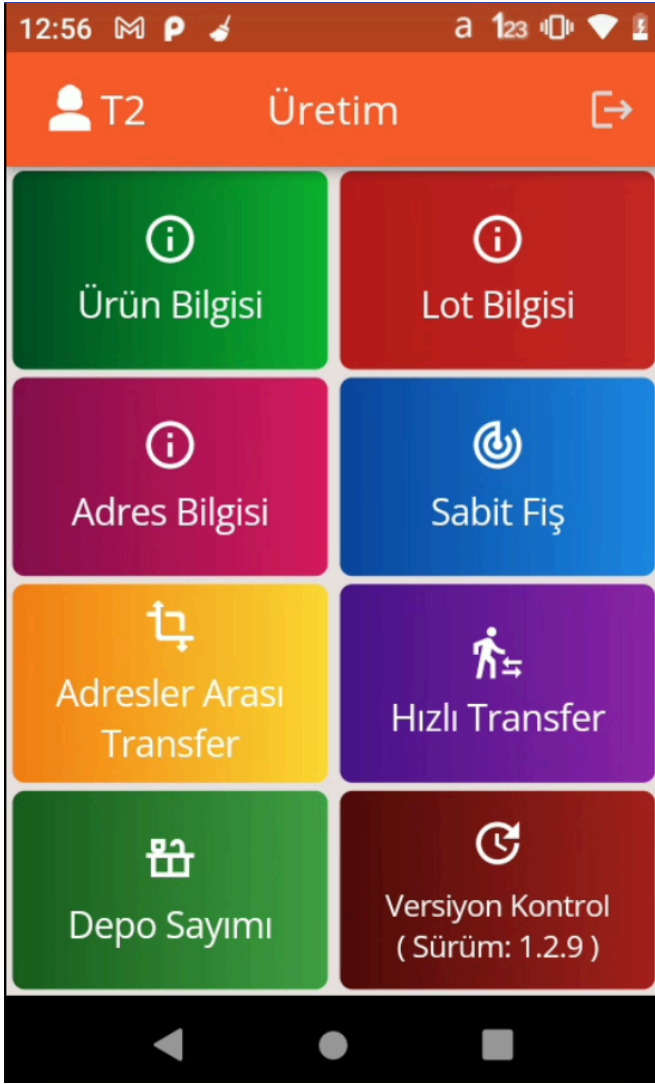 12:56
a 123
T2
Üretim
Ürün Bilgisi
Lot Bilgisi
Adres Bilgisi
Sabit Fiş
Adresler Arası
Transfer
Hızlı Transfer
Depo Sayımı
Versiyon Kontrol
( Sürüm: 1.2.9 )